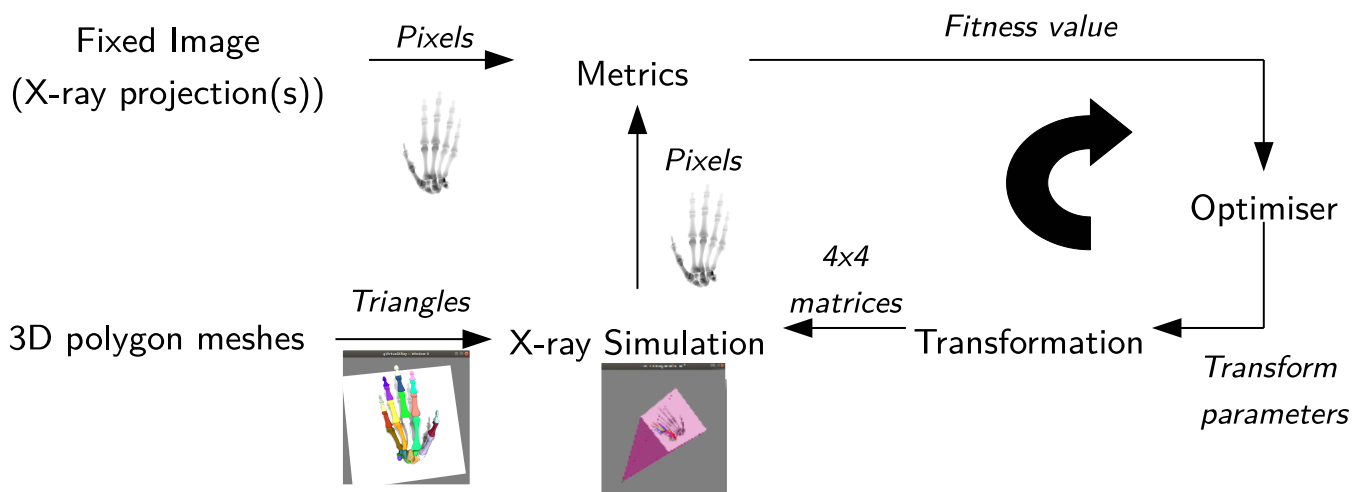 Fixed Image
(X-ray projection(s))
Pixels
Metrics
Fitness value
Pixels
Optimiser
4x4
matrices
3D polygon meshes
Triangles
X-ray Simulation
Transformation
Transform
parameters